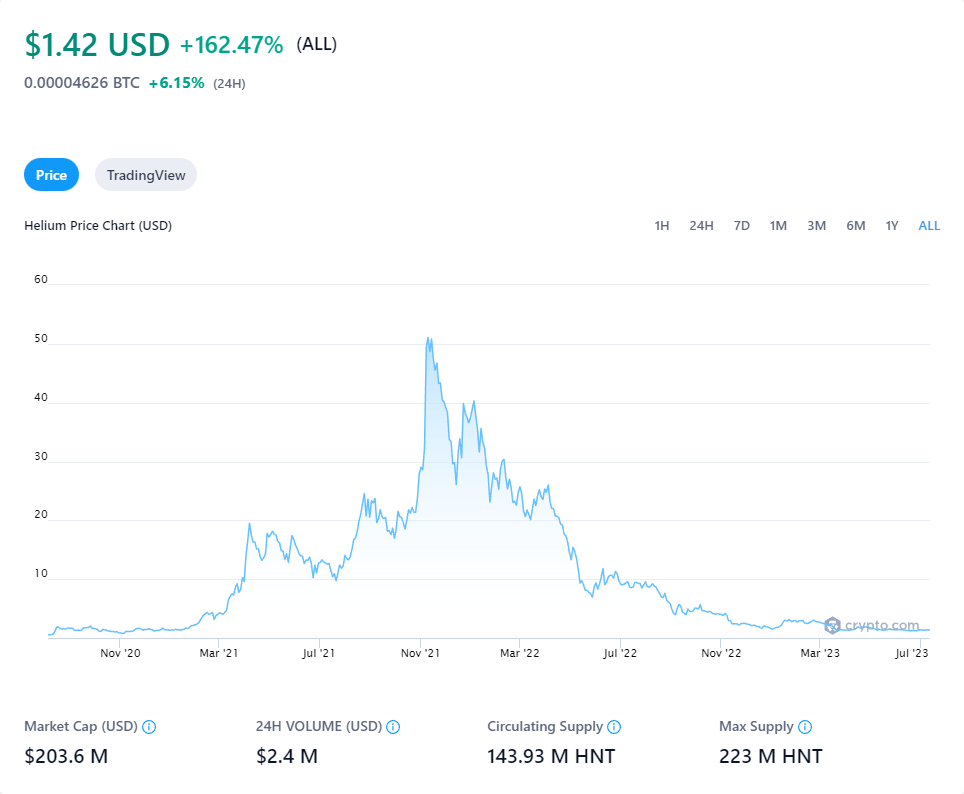 $1.42 USD +162.47% (ALL)
0.00004626 BTC +6.15% (24H)
Price TradingView
Helium Price Chart (USD) 1H 24H 7D 1M 3M 6M 1Y ALL
60
50
40
30
20
10
crypto.com
Nov '20 Mar '21 Jul '21 Nov '21 Mar '22 Jul '22 Nov '22 Mar '23 Jul '23
Market Cap (USD) 24H VOLUME (USD) Circulating Supply Max Supply
$203.6 M $2.4 M 143.93 M HNT 223 M HNT